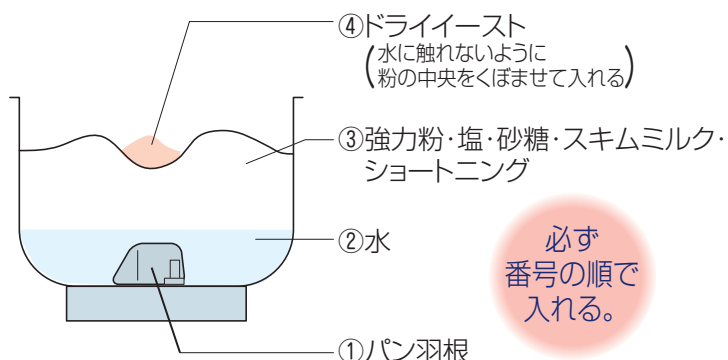 ④ドライイースト
(水に触れないように
粉の中央をくぼませて入れる)
③強力粉・塩・砂糖・スキムミルク・
ショートニング
②水
必ず
番号の順で
入れる。
①パン羽根